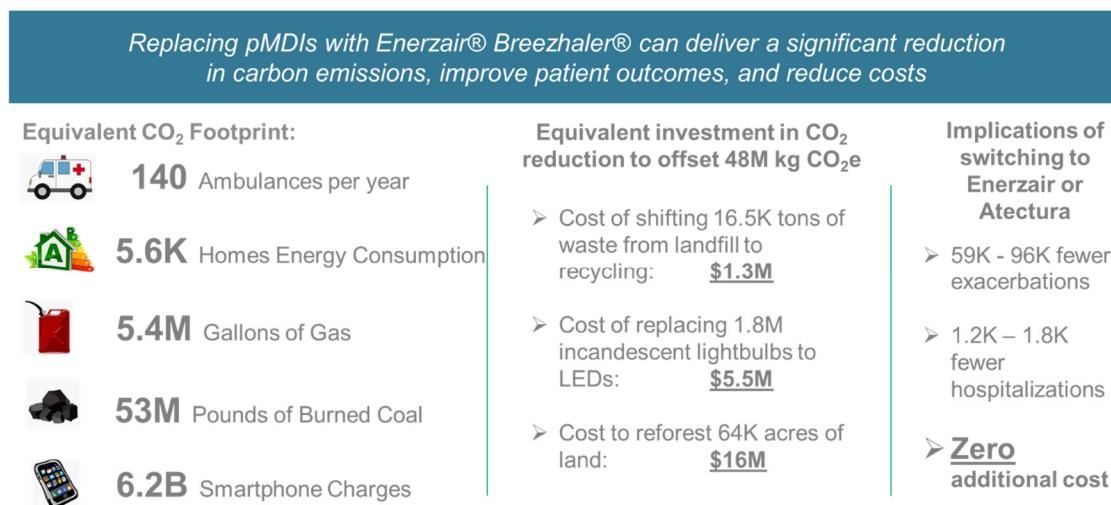 Replacing pMDIs with Enerzair® Breezhaler® can deliver a significant reduction
in carbon emissions, improve patient outcomes, and reduce costs
Equivalent CO₂ Footprint:
140 Ambulances per year
A B
5.6K Homes Energy Consumption
5.4M Gallons of Gas
53M Pounds of Burned Coal
6.2B Smartphone Charges
Equivalent investment in CO₂
reduction to offset 48M kg CO₂e
➢ Cost of shifting 16.5K tons of
waste from landfill to
recycling: $1.3M
➢ Cost of replacing 1.8M
incandescent lightbulbs to
LEDs: $5.5M
➢ Cost to reforest 64K acres of
land: $16M
Implications of
switching to
Enerzair or
Atectura
➢ 59K - 96K fewer
exacerbations
➢ 1.2K – 1.8K
fewer
hospitalizations
➢ Zero
additional cost